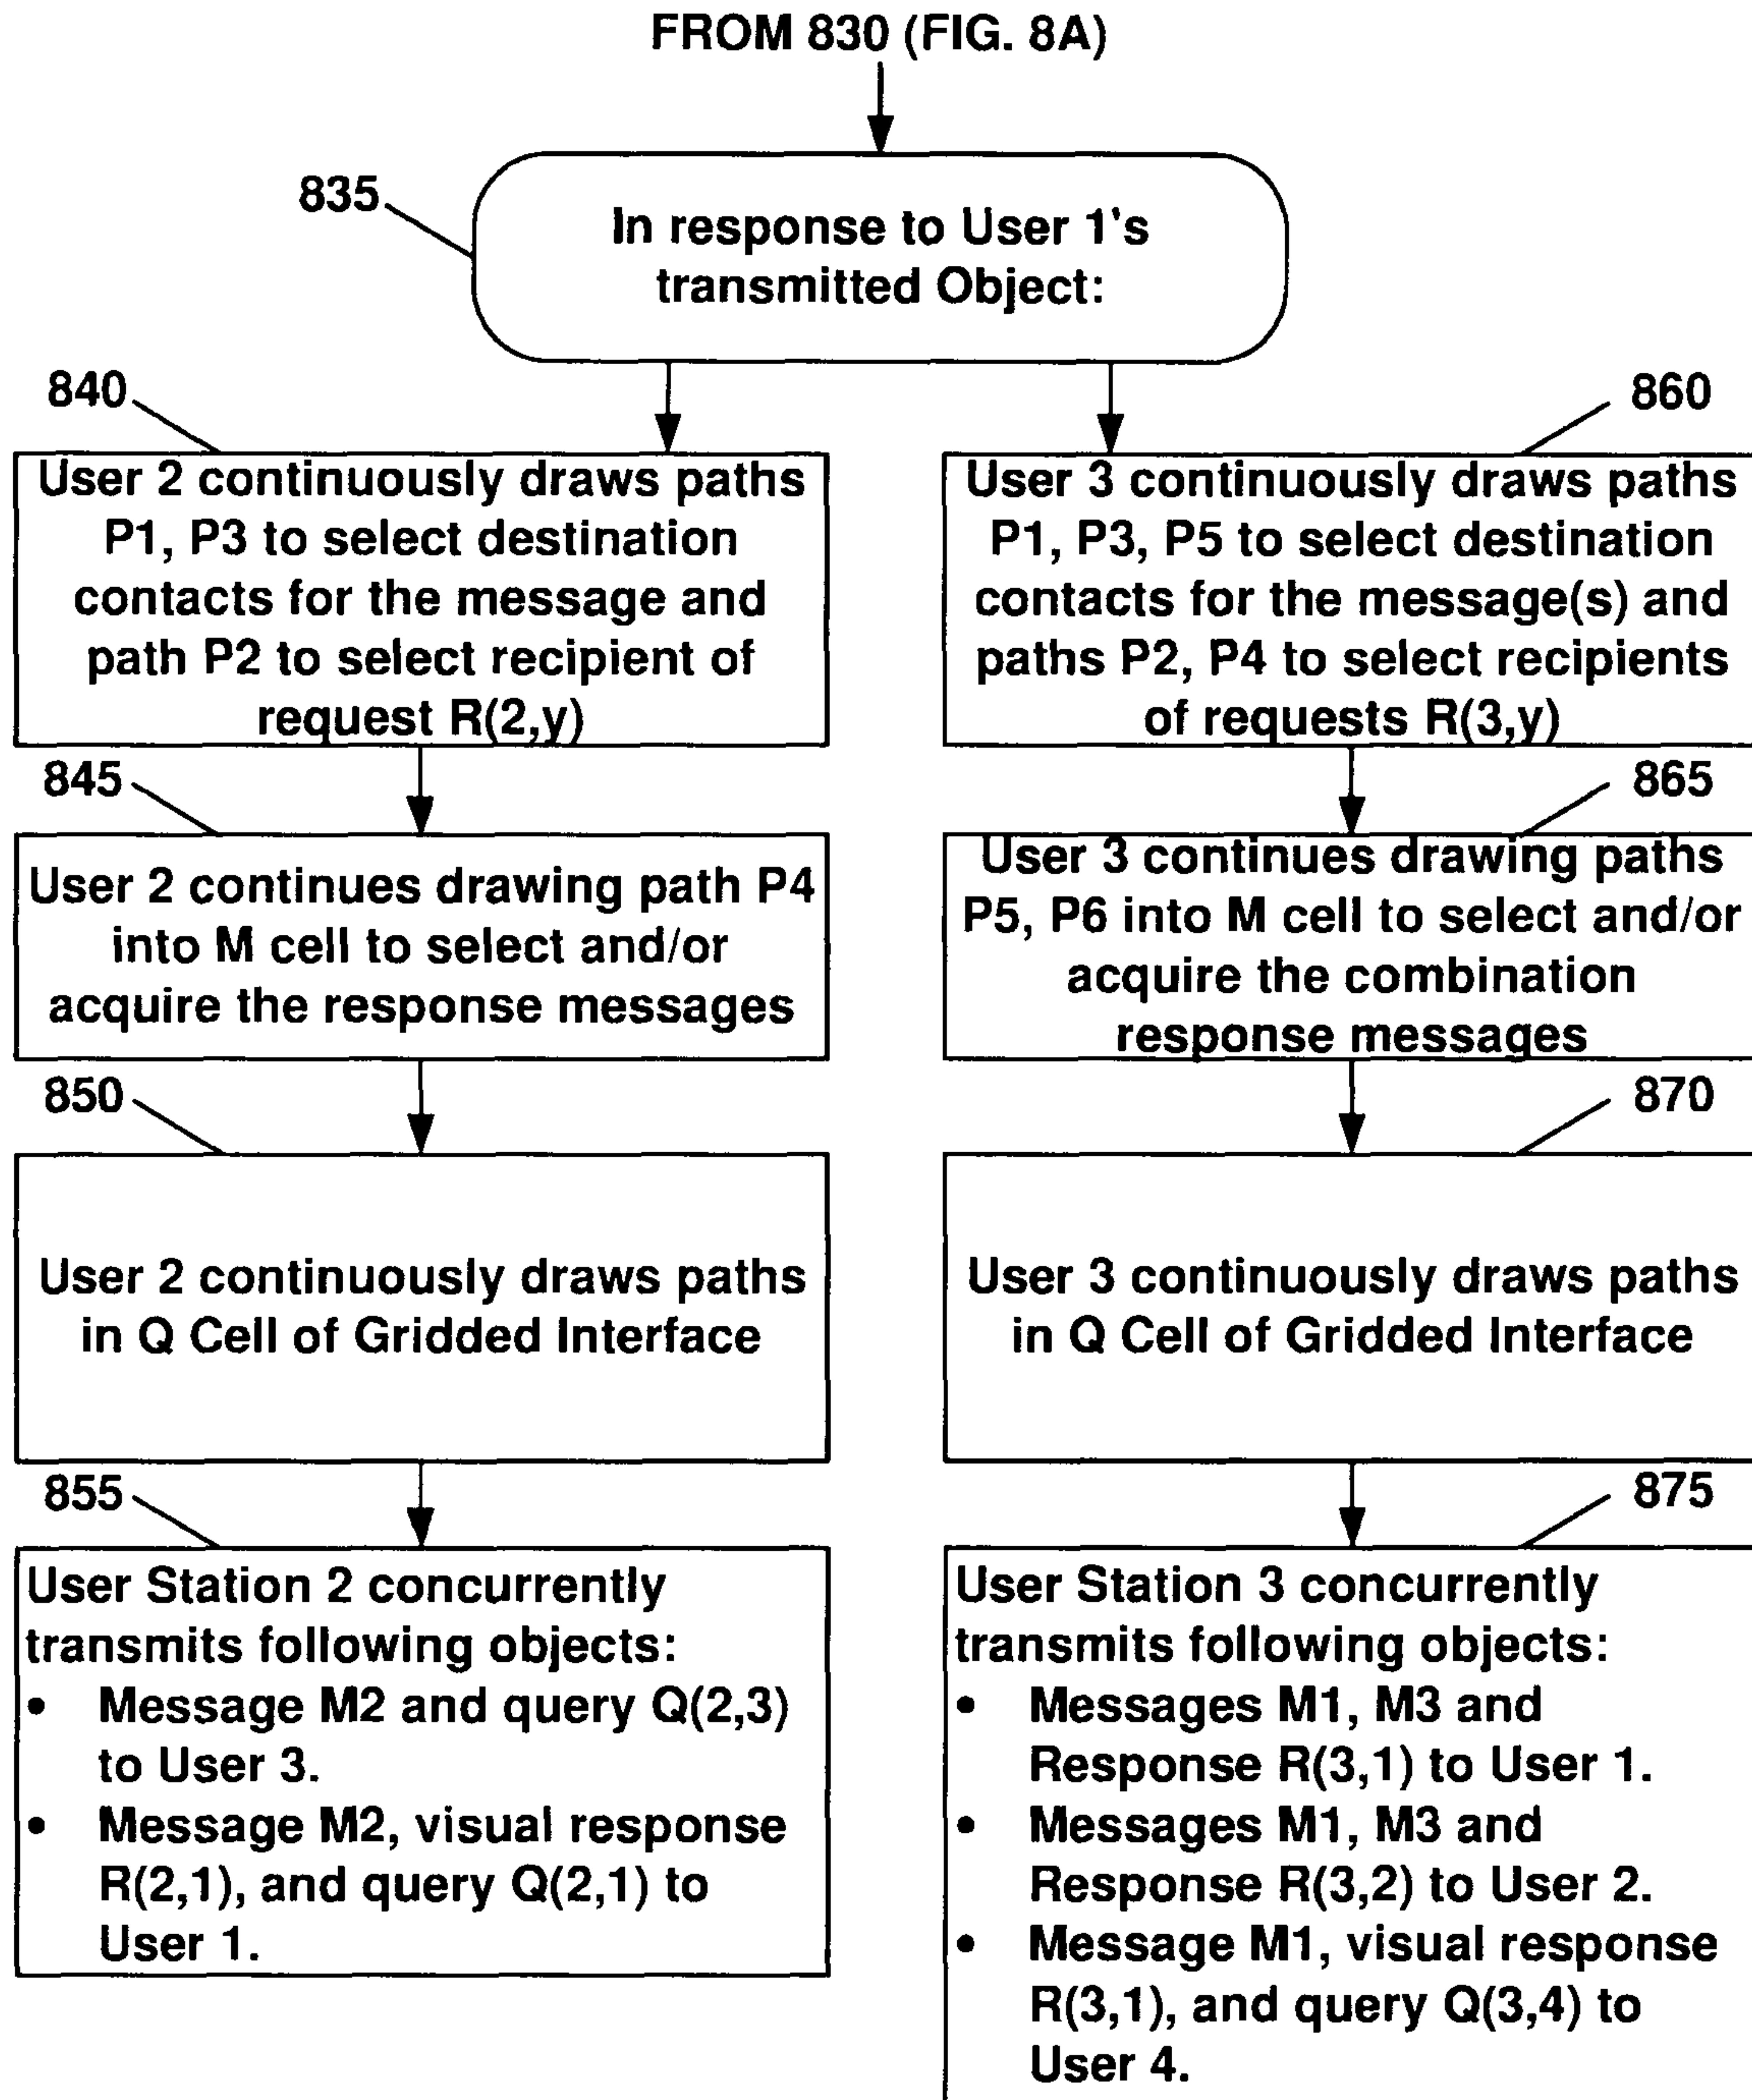 FROM 830 (FIG. 8A)
835
In response to User 1's
transmitted Object:
840
User 2 continuously draws paths
P1, P3 to select destination
contacts for the message and
path P2 to select recipient of
request R(2,y)
845
User 2 continues drawing path P4
into M cell to select and/or
acquire the response messages
850
User 2 continuously draws paths
in Q Cell of Gridded Interface
855
User Station 2 concurrently
transmits following objects:
• Message M2 and query Q(2,3)
to User 3.
• Message M2, visual response
R(2,1), and query Q(2,1) to
User 1.
860
User 3 continuously draws paths
P1, P3, P5 to select destination
contacts for the message(s) and
paths P2, P4 to select recipients
of requests R(3,y)
865
User 3 continues drawing paths
P5, P6 into M cell to select and/or
acquire the combination
response messages
870
User 3 continuously draws paths
in Q Cell of Gridded Interface
875
User Station 3 concurrently
transmits following objects:
• Messages M1, M3 and
Response R(3,1) to User 1.
• Messages M1, M3 and
Response R(3,2) to User 2.
• Message M1, visual response
R(3,1), and query Q(3,4) to
User 4.